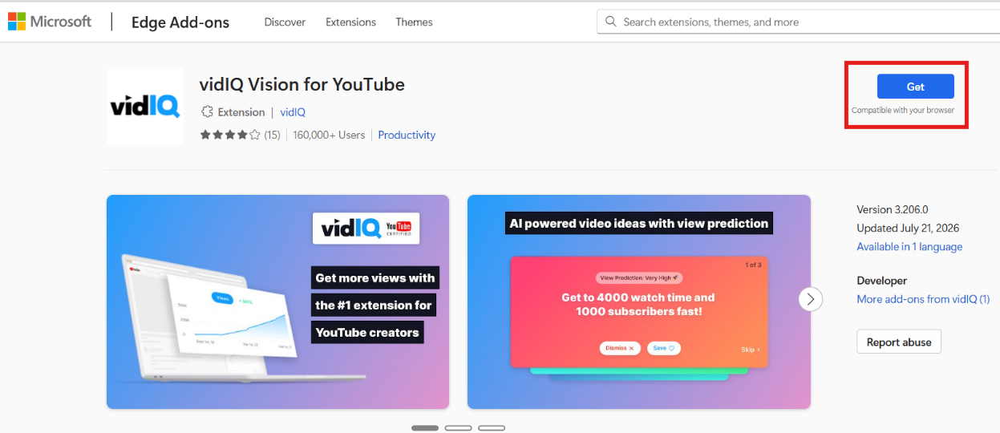 Microsoft
Edge Add-ons
Discover
Extensions
Themes
Search extensions, themes, and more
vidIQ
vidIQ Vision for YouTube
Extension | vidIQ
(15) 160,000+ Users Productivity
Get
Compatible with your browser
vidIQ YouTube CERTIFIED
Get more views with
the #1 extension for
YouTube creators
Views
AI powered video ideas with view prediction
1 of 3
View Prediction: Very High
Get to 4000 watch time and
1000 subscribers fast!
Dismiss
Save
Skip
Version 3.206.0
Updated July 21, 2026
Available in 1 language
Developer
More add-ons from vidIQ (1)
Report abuse